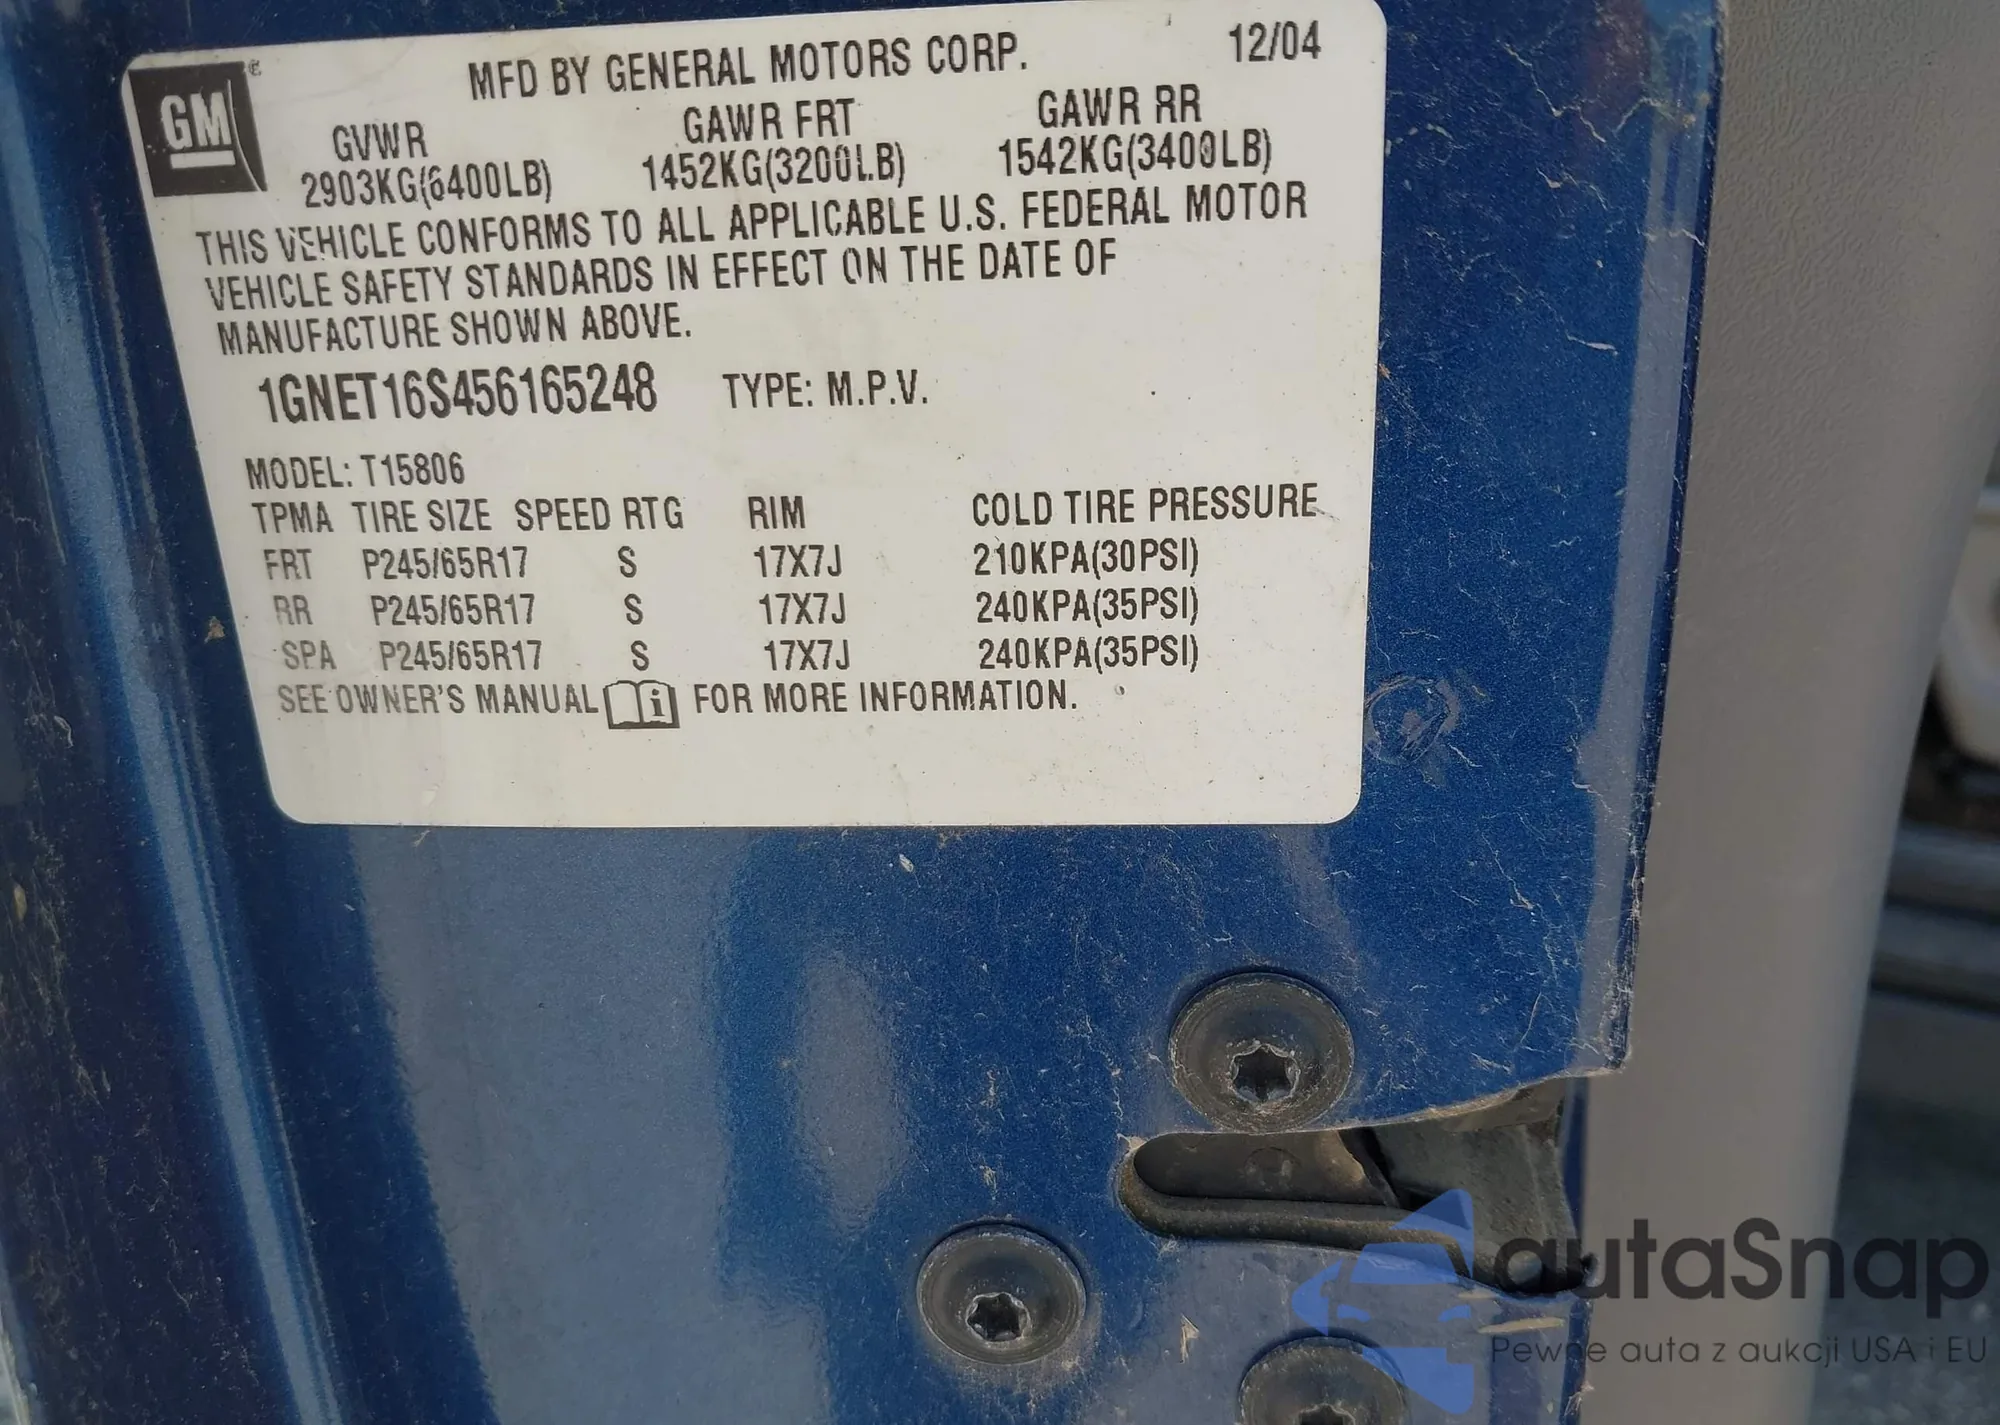 GM
MFD BY GENERAL MOTORS CORP. 12/04
GVWR GAWR FRT GAWR RR
2903KG(6400LB) 1452KG(3200LB) 1542KG(3400LB)
THIS VEHICLE CONFORMS TO ALL APPLICABLE U.S. FEDERAL MOTOR
VEHICLE SAFETY STANDARDS IN EFFECT ON THE DATE OF
MANUFACTURE SHOWN ABOVE.
1GNET16S456165248 TYPE: M.P.V.
MODEL: T15806
TPMA TIRE SIZE SPEED RTG RIM COLD TIRE PRESSURE
FRT P245/65R17 S 17X7J 210KPA(30PSI)
RR P245/65R17 S 17X7J 240KPA(35PSI)
SPA P245/65R17 S 17X7J 240KPA(35PSI)
SEE OWNER'S MANUAL i FOR MORE INFORMATION.
autaSnap
Pewne auta z aukcji USA i EU